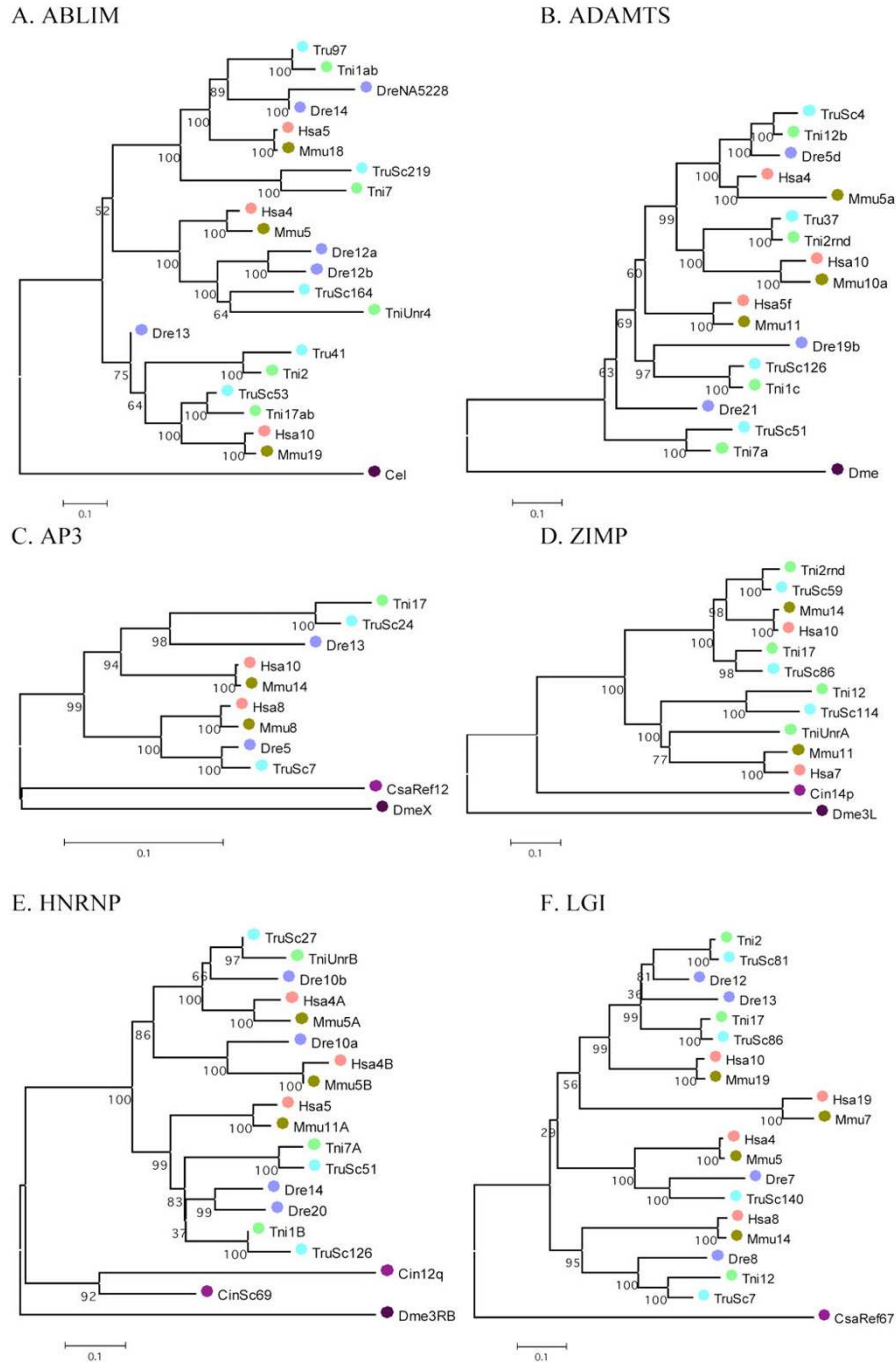 A. ABLIM
Tru97
Tni1ab
100
89
DreNA5228
100
Dre14
100
Hsa5
100
Mmu18
100
TruSc219
100
Tni7
52
Hsa4
100
Mmu5
100
Dre12a
100
Dre12b
100
TruSc164
64
TniUnr4
Dre13
75
Tru41
100
Tni2
64
TruSc53
100
Tni17ab
100
Hsa10
100
Mmu19
Cel
0.1
B. ADAMTS
TruSc4
100
Tni12b
100
Dre5d
100
Hsa4
100
Mmu5a
99
Tru37
100
Tni2rnd
100
Hsa10
100
Mmu10a
60
Hsa5f
100
Mmu11
69
Dre19b
97
TruSc126
100
Tni1c
63
Dre21
TruSc51
100
Tni7a
Dme
0.1
C. AP3
Tni17
100
TruSc24
98
Dre13
94
Hsa10
100
Mmu14
99
Hsa8
100
Mmu8
100
Dre5
100
TruSc7
CsaRef12
DmeX
0.1
D. ZIMP
Tni2rnd
100
TruSc59
98
Mmu14
100
Hsa10
100
Tni17
98
TruSc86
100
Tni12
100
TruSc114
100
TniUnrA
77
Mmu11
100
Hsa7
Cin14p
Dme3L
0.1
E. HNRNP
TruSc27
97
TniUnrB
66
Dre10b
100
Hsa4A
100
Mmu5A
86
Dre10a
100
Hsa4B
100
Mmu5B
100
Hsa5
100
Mmu11A
99
Tni7A
100
TruSc51
83
Dre14
99
Dre20
37
Tni1B
100
TruSc126
Cin12q
92
CinSc69
Dme3RB
0.1
F. LGI
Tni2
100
TruSc81
81
Dre12
36
Dre13
99
Tni17
100
TruSc86
99
Hsa10
100
Mmu19
56
Hsa19
100
Mmu7
29
Hsa4
100
Mmu5
100
Dre7
100
TruSc140
Hsa8
100
Mmu14
95
Dre8
100
Tni12
100
TruSc7
CsaRef67
0.1